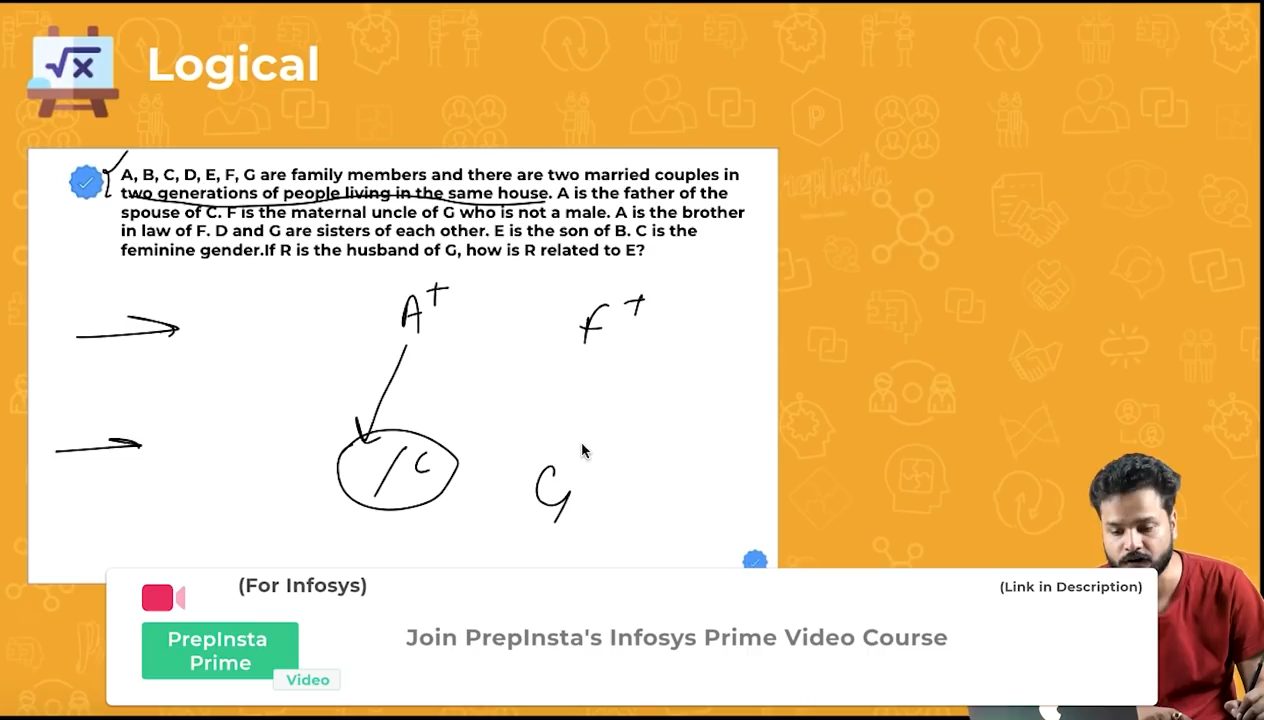 √x
Logical
A, B, C, D, E, F, G are family members and there are two married couples in
two generations of people living in the same house. A is the father of the
spouse of C. F is the maternal uncle of G who is not a male. A is the brother
in law of F. D and G are sisters of each other. E is the son of B. C is the
feminine gender.If R is the husband of G, how is R related to E?
A+ F+
/C G
(For Infosys) (Link in Description)
PrepInsta
Prime
Video
Join PrepInsta's Infosys Prime Video Course